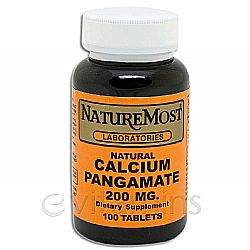 NATUREMOST
LABORATORIES
NATURAL
CALCIUM
PANGAMATE
200 MG.
Dietary Supplement
100 TABLETS